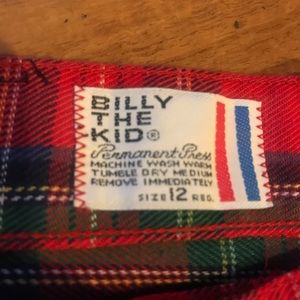 BILLY
THE
KID®
Permanent Press
MACHINE WASH WARM
TUMBLE DRY MEDIUM
REMOVE IMMEDIATELY
SIZE 12 REG.